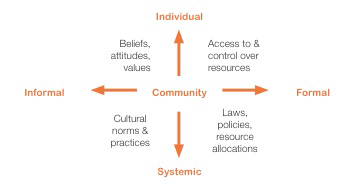 Individual
Beliefs,
attitudes,
values
Access to &
control over
resources
Informal
Community
Formal
Cultural
norms &
practices
Laws,
policies,
resource
allocations
Systemic